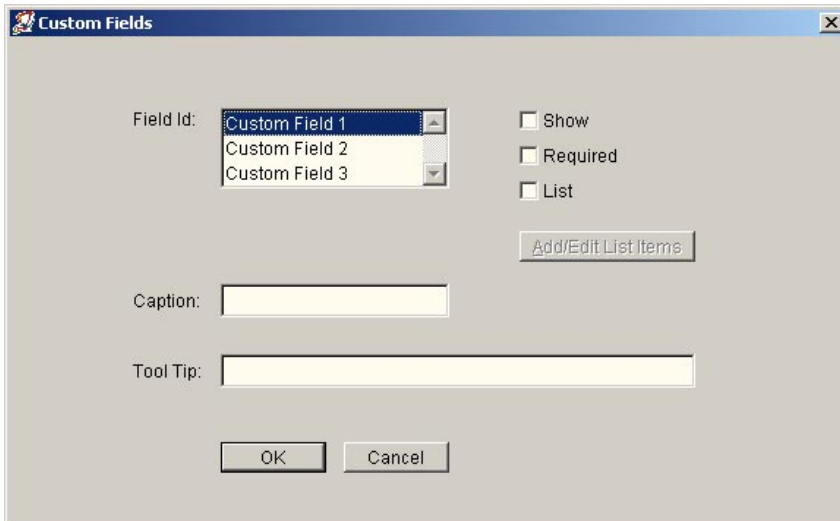 Custom Fields
Field Id:
Custom Field 1
Custom Field 2
Custom Field 3
Show
Required
List
Add/Edit List Items
Caption:
Tool Tip:
OK
Cancel